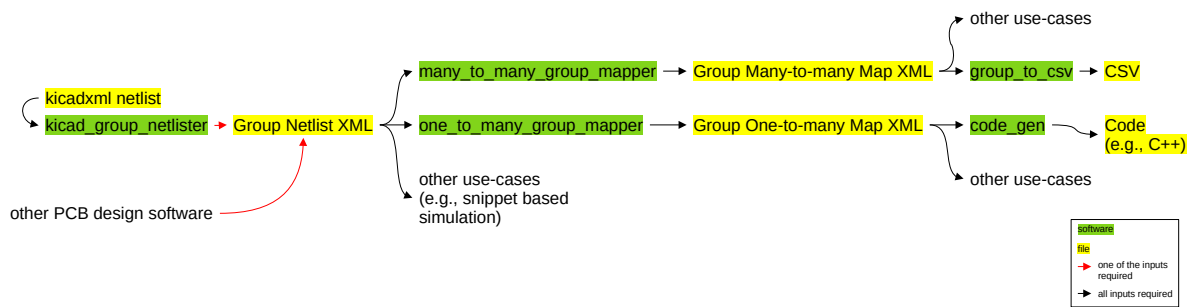 other use-cases
many_to_many_group_mapper
Group Many-to-many Map XML
group_to_csv
CSV
kicadxml netlist
kicad_group_netlister
Group Netlist XML
one_to_many_group_mapper
Group One-to-many Map XML
code_gen
Code
(e.g., C++)
other use-cases
(e.g., snippet based
simulation)
other use-cases
other PCB design software
software
file
one of the inputs
required
all inputs required